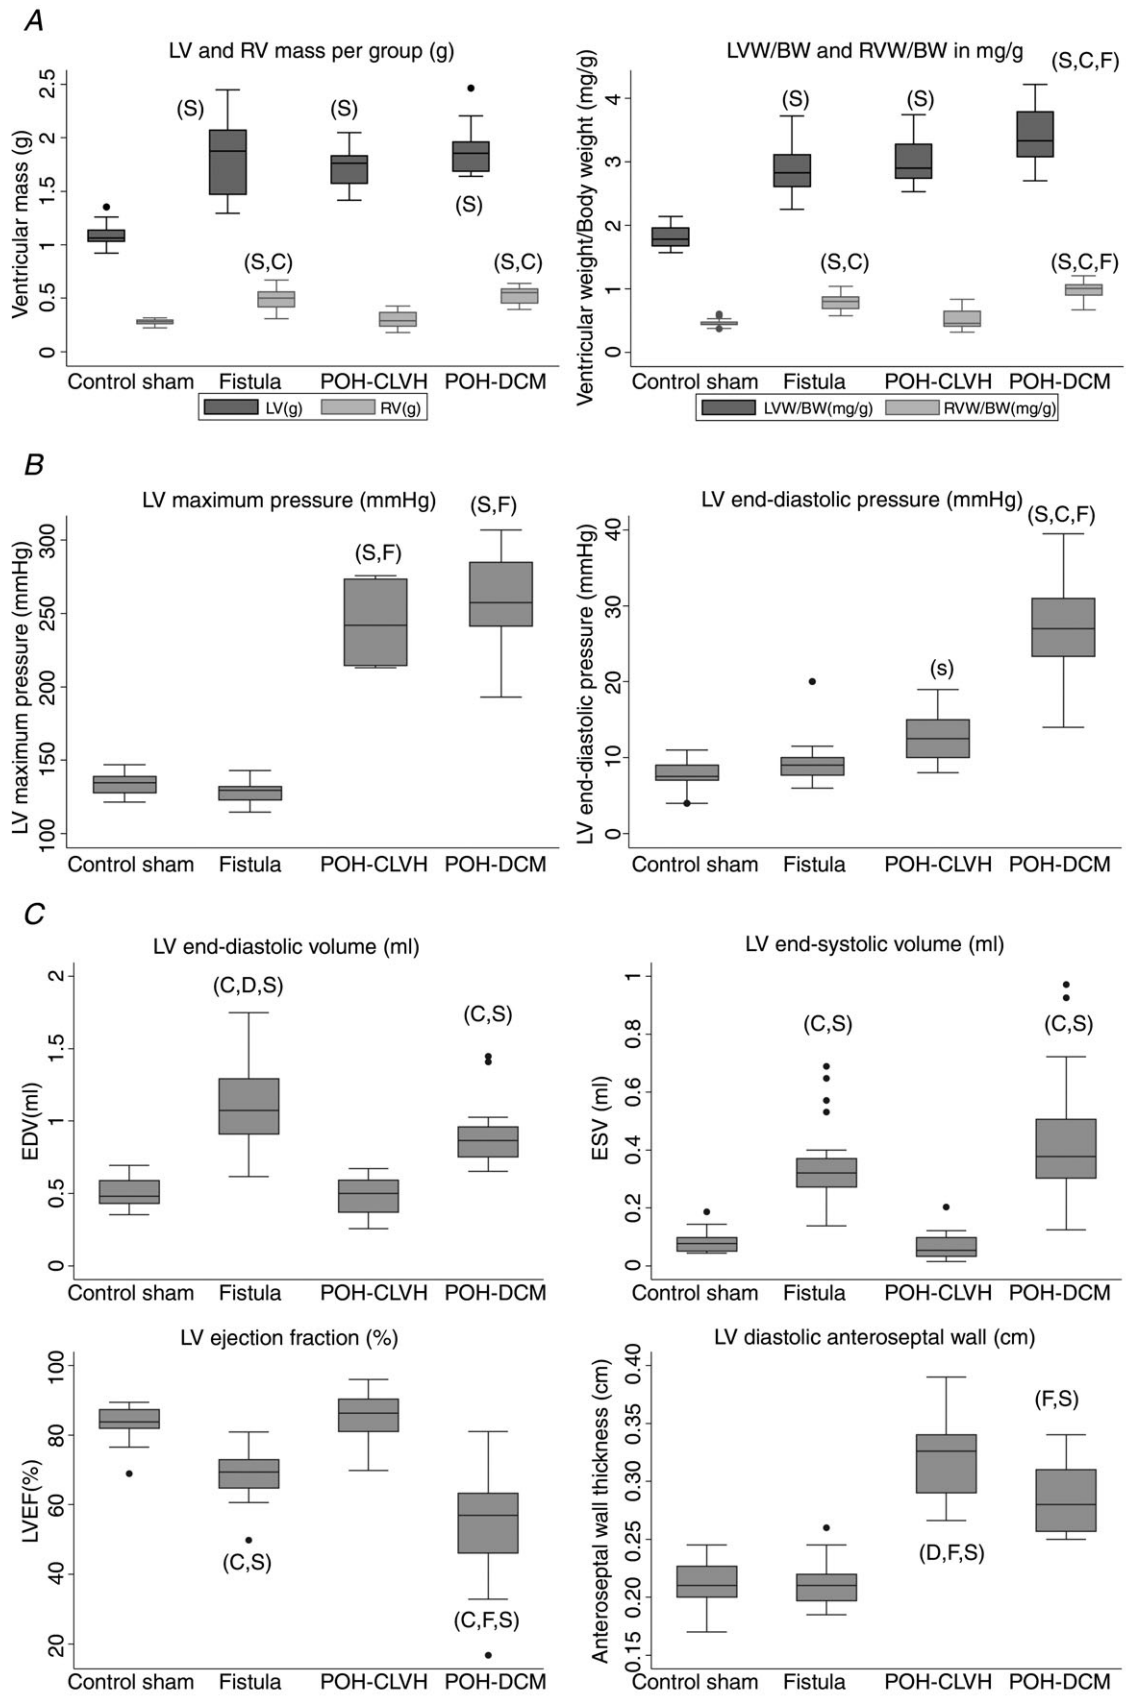 A
LV and RV mass per group (g)
Ventricular mass (g)
2.5
2
1.5
1
0.5
0
(S)
(S)
(S)
(S,C)
(S,C)
Control sham Fistula POH-CLVH POH-DCM
LV(g) RV(g)
LVW/BW and RVW/BW in mg/g
Ventricular weight/Body weight (mg/g)
4
3
2
1
0
(S)
(S)
(S,C,F)
(S,C)
(S,C,F)
Control sham Fistula POH-CLVH POH-DCM
LVW/BW(mg/g) RVW/BW(mg/g)
B
LV maximum pressure (mmHg)
LV maximum pressure (mmHg)
300
250
200
150
100
(S,F)
(S,F)
Control sham Fistula POH-CLVH POH-DCM
LV end-diastolic pressure (mmHg)
LV end-diastolic pressure (mmHg)
40
30
20
10
0
(s)
(S,C,F)
Control sham Fistula POH-CLVH POH-DCM
C
LV end-diastolic volume (ml)
EDV(ml)
2
1.5
1
0.5
0
(C,D,S)
(C,S)
Control sham Fistula POH-CLVH POH-DCM
LV end-systolic volume (ml)
ESV (ml)
1
0.8
0.6
0.4
0.2
0
(C,S)
(C,S)
Control sham Fistula POH-CLVH POH-DCM
LV ejection fraction (%)
LVEF(%)
100
80
60
40
20
(C,S)
(C,F,S)
Control sham Fistula POH-CLVH POH-DCM
LV diastolic anteroseptal wall (cm)
Anteroseptal wall thickness (cm)
0.40
0.35
0.30
0.25
0.20
0.15
(D,F,S)
(F,S)
Control sham Fistula POH-CLVH POH-DCM